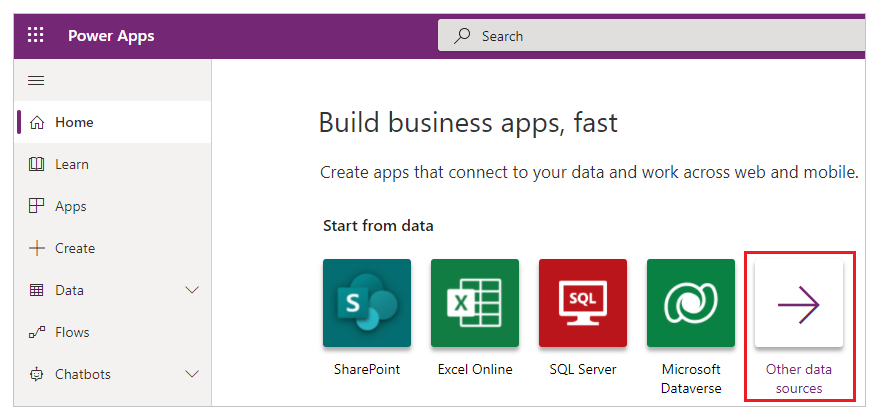 Power Apps
Search
Home
Learn
Apps
Create
Data
Flows
Chatbots
Build business apps, fast
Create apps that connect to your data and work across web and mobile.
Start from data
S
X
SQL
SharePoint
Excel Online
SQL Server
Microsoft
Dataverse
Other data
sources